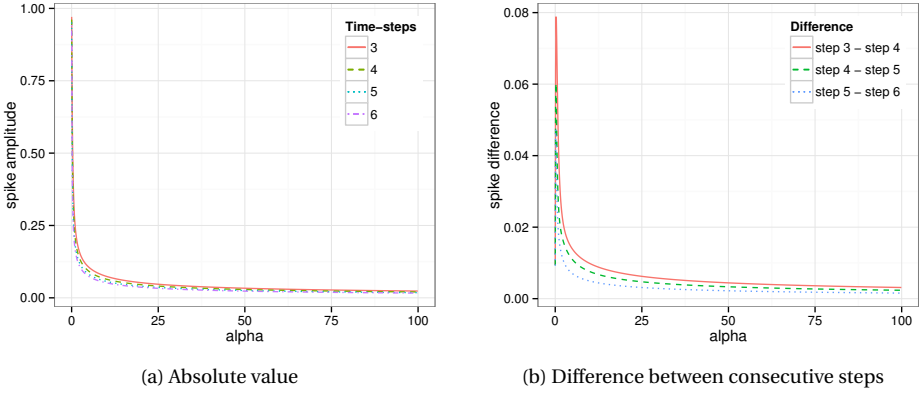 1.00
0.75
0.50
0.25
0.00
spike amplitude
0
25
50
75
100
alpha
Time−steps
3
4
5
6
(a) Absolute value
0.08
0.06
0.04
0.02
0.00
spike difference
0
25
50
75
100
alpha
Difference
step 3 − step 4
step 4 − step 5
step 5 − step 6
(b) Difference between consecutive steps